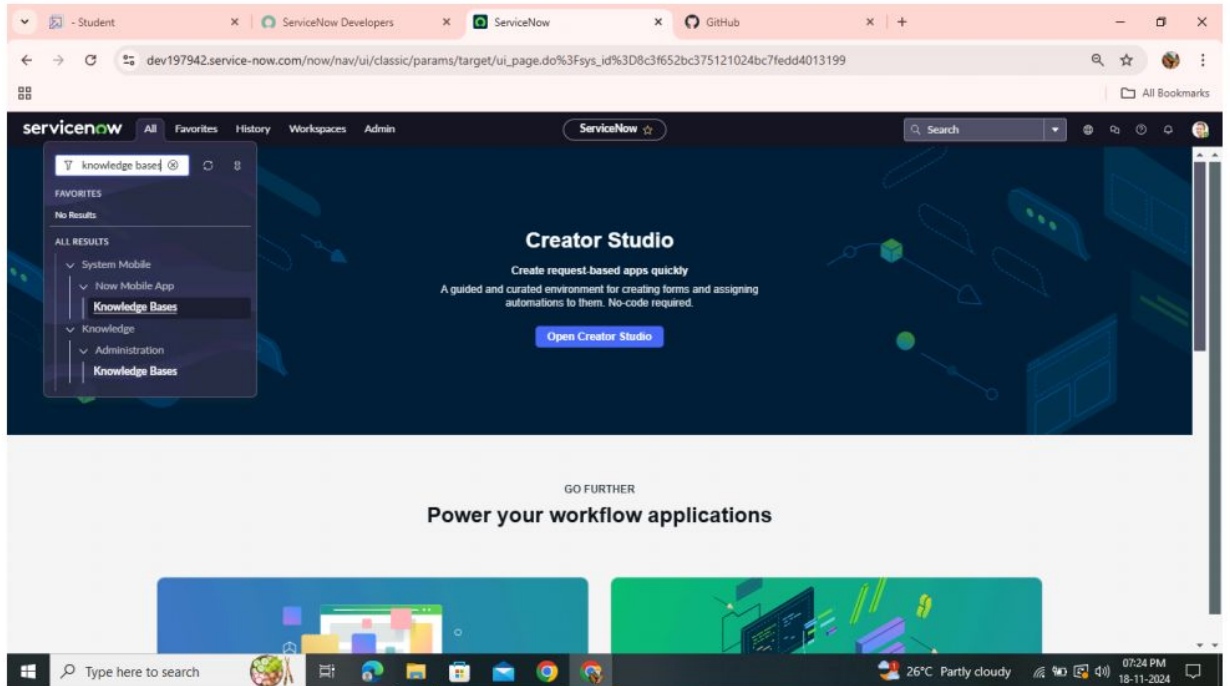 - Student
ServiceNow Developers
ServiceNow
GitHub
dev197942.service-now.com/now/nav/ui/classic/params/target/ui_page.do%3Fsys_id%3D8c3f652bc375121024bc7fedd4013199
All Bookmarks
servicenow All Favorites History Workspaces Admin
ServiceNow
Search
knowledge bases
FAVORITES
No Results
ALL RESULTS
System Mobile
Now Mobile App
Knowledge Bases
Knowledge
Administration
Knowledge Bases
Creator Studio
Create request-based apps quickly
A guided and curated environment for creating forms and assigning
automations to them. No-code required.
Open Creator Studio
GO FURTHER
Power your workflow applications
Type here to search
26°C Partly cloudy
07:24 PM
18-11-2024